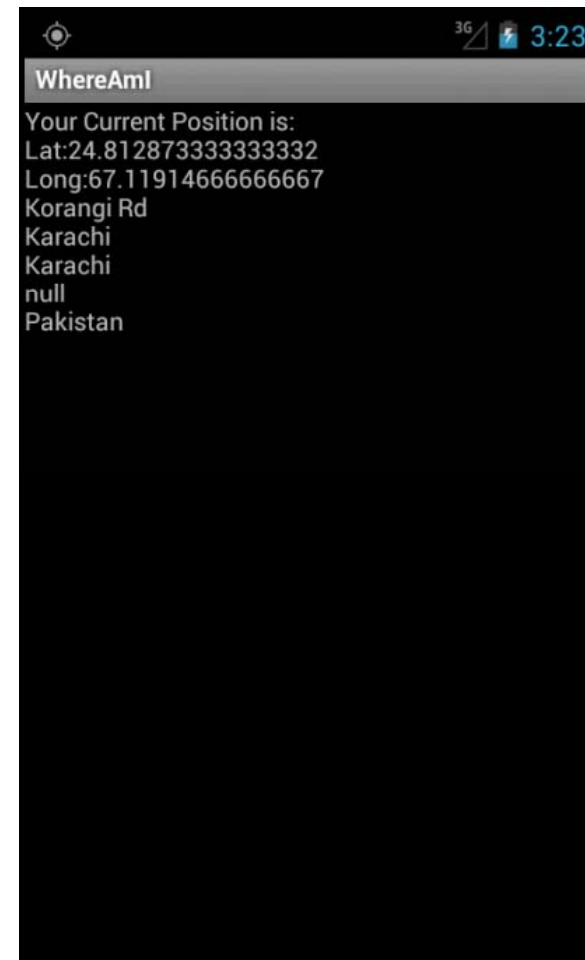 3G 3:23
WhereAmI
Your Current Position is:
Lat:24.812873333333332
Long:67.11914666666667
Korangi Rd
Karachi
Karachi
null
Pakistan